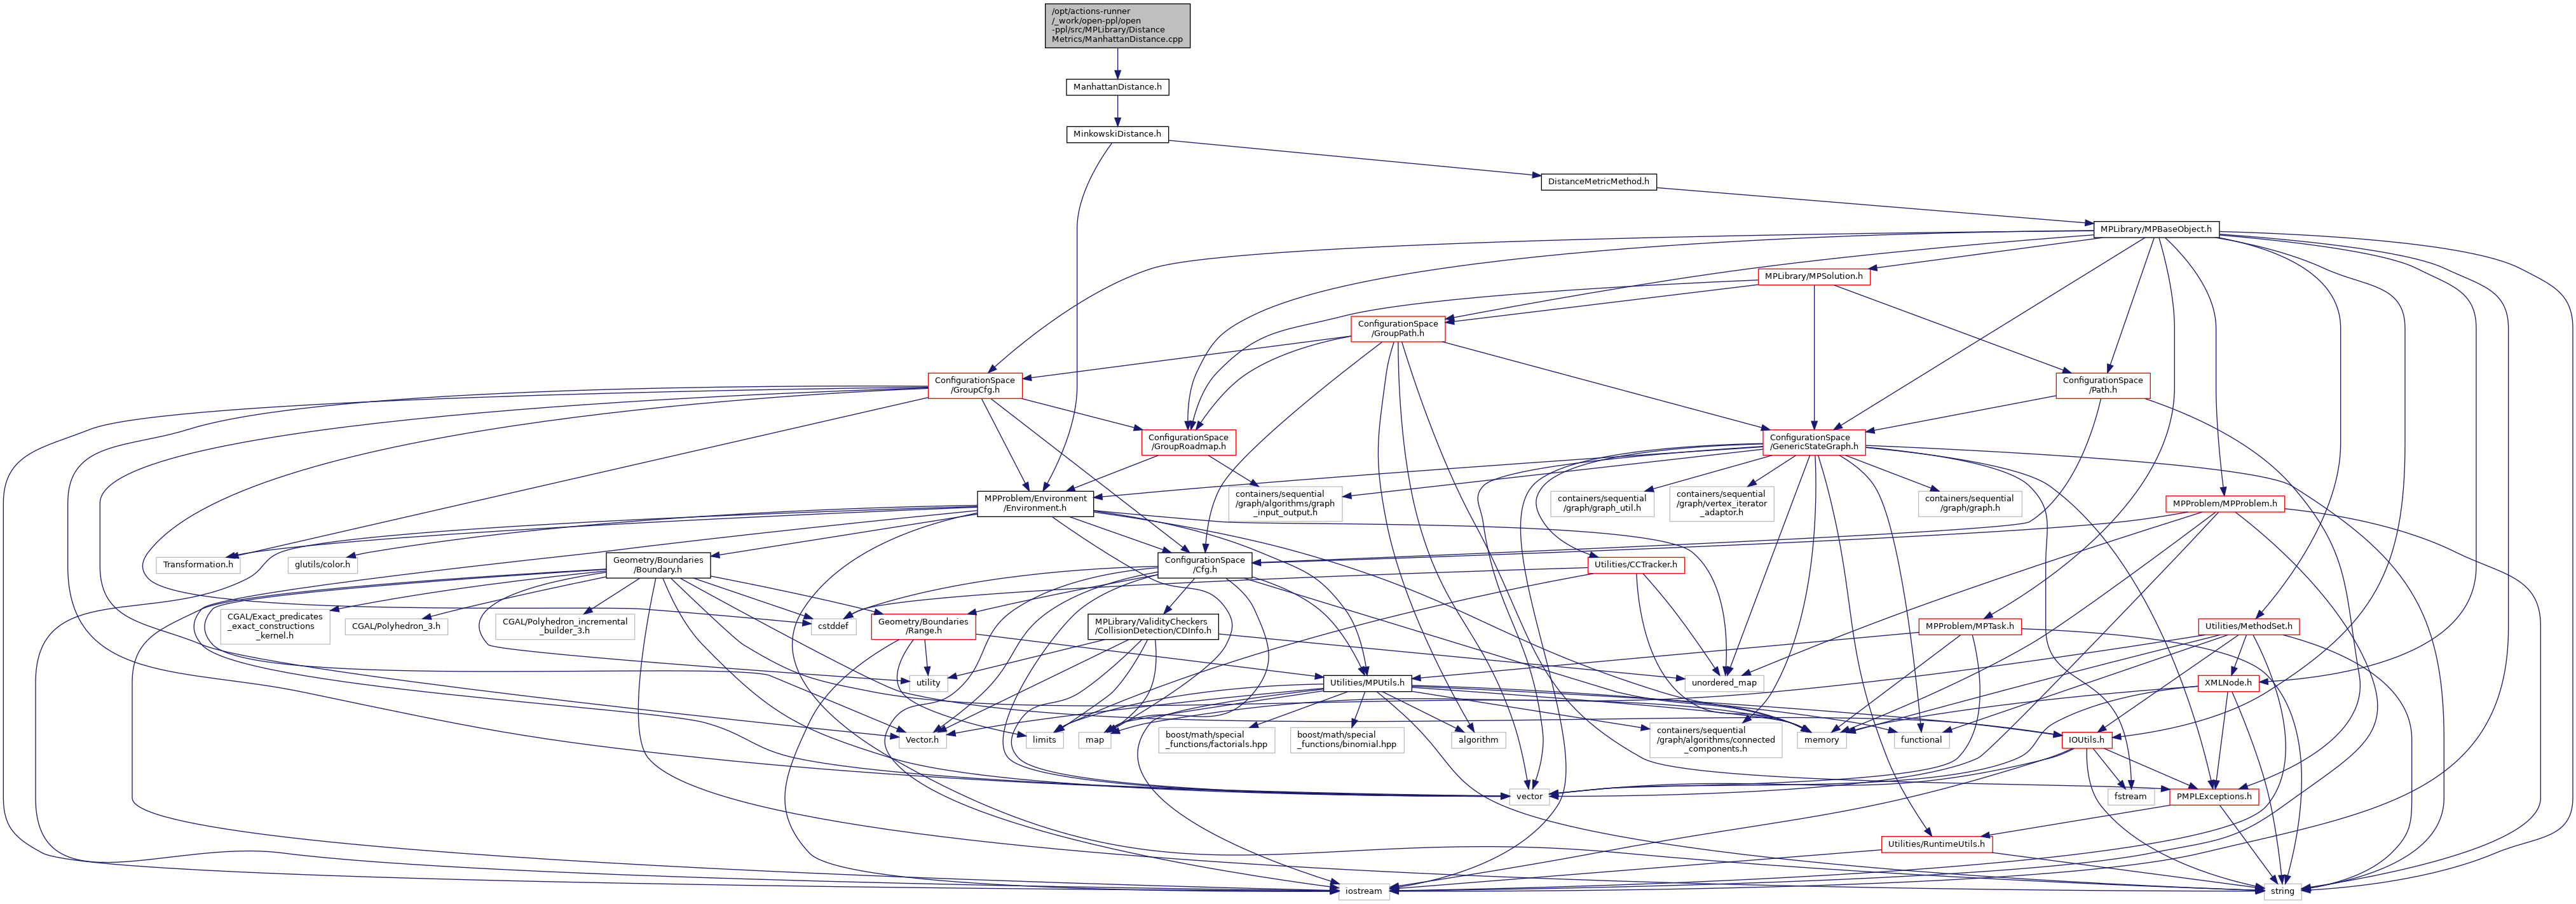 /opt/actions-runner
/_work/open-ppl/open
-ppl/src/MPLibrary/Distance
Metrics/ManhattanDistance.cpp
ManhattanDistance.h
MinkowskiDistance.h
DistanceMetricMethod.h
MPLibrary/MPBaseObject.h
MPLibrary/MPSolution.h
ConfigurationSpace
/GroupPath.h
ConfigurationSpace
/GroupCfg.h
ConfigurationSpace
/Path.h
ConfigurationSpace
/GroupRoadmap.h
ConfigurationSpace
/GenericStateGraph.h
MPProblem/Environment
/Environment.h
containers/sequential
/graph/algorithms/graph
_input_output.h
containers/sequential
/graph/graph_util.h
containers/sequential
/graph/vertex_iterator
_adaptor.h
containers/sequential
/graph/graph.h
MPProblem/MPProblem.h
Transformation.h
glutils/color.h
Geometry/Boundaries
/Boundary.h
ConfigurationSpace
/Cfg.h
Utilities/CCTracker.h
CGAL/Exact_predicates
_exact_constructions
_kernel.h
CGAL/Polyhedron_3.h
CGAL/Polyhedron_incremental
_builder_3.h
cstddef
Geometry/Boundaries
/Range.h
MPLibrary/ValidityCheckers
/CollisionDetection/CDInfo.h
MPProblem/MPTask.h
Utilities/MethodSet.h
utility
Utilities/MPUtils.h
unordered_map
XMLNode.h
Vector.h
limits
map
boost/math/special
_functions/factorials.hpp
boost/math/special
_functions/binomial.hpp
algorithm
containers/sequential
/graph/algorithms/connected
_components.h
memory
functional
IOUtils.h
vector
fstream
PMPLExceptions.h
Utilities/RuntimeUtils.h
iostream
string